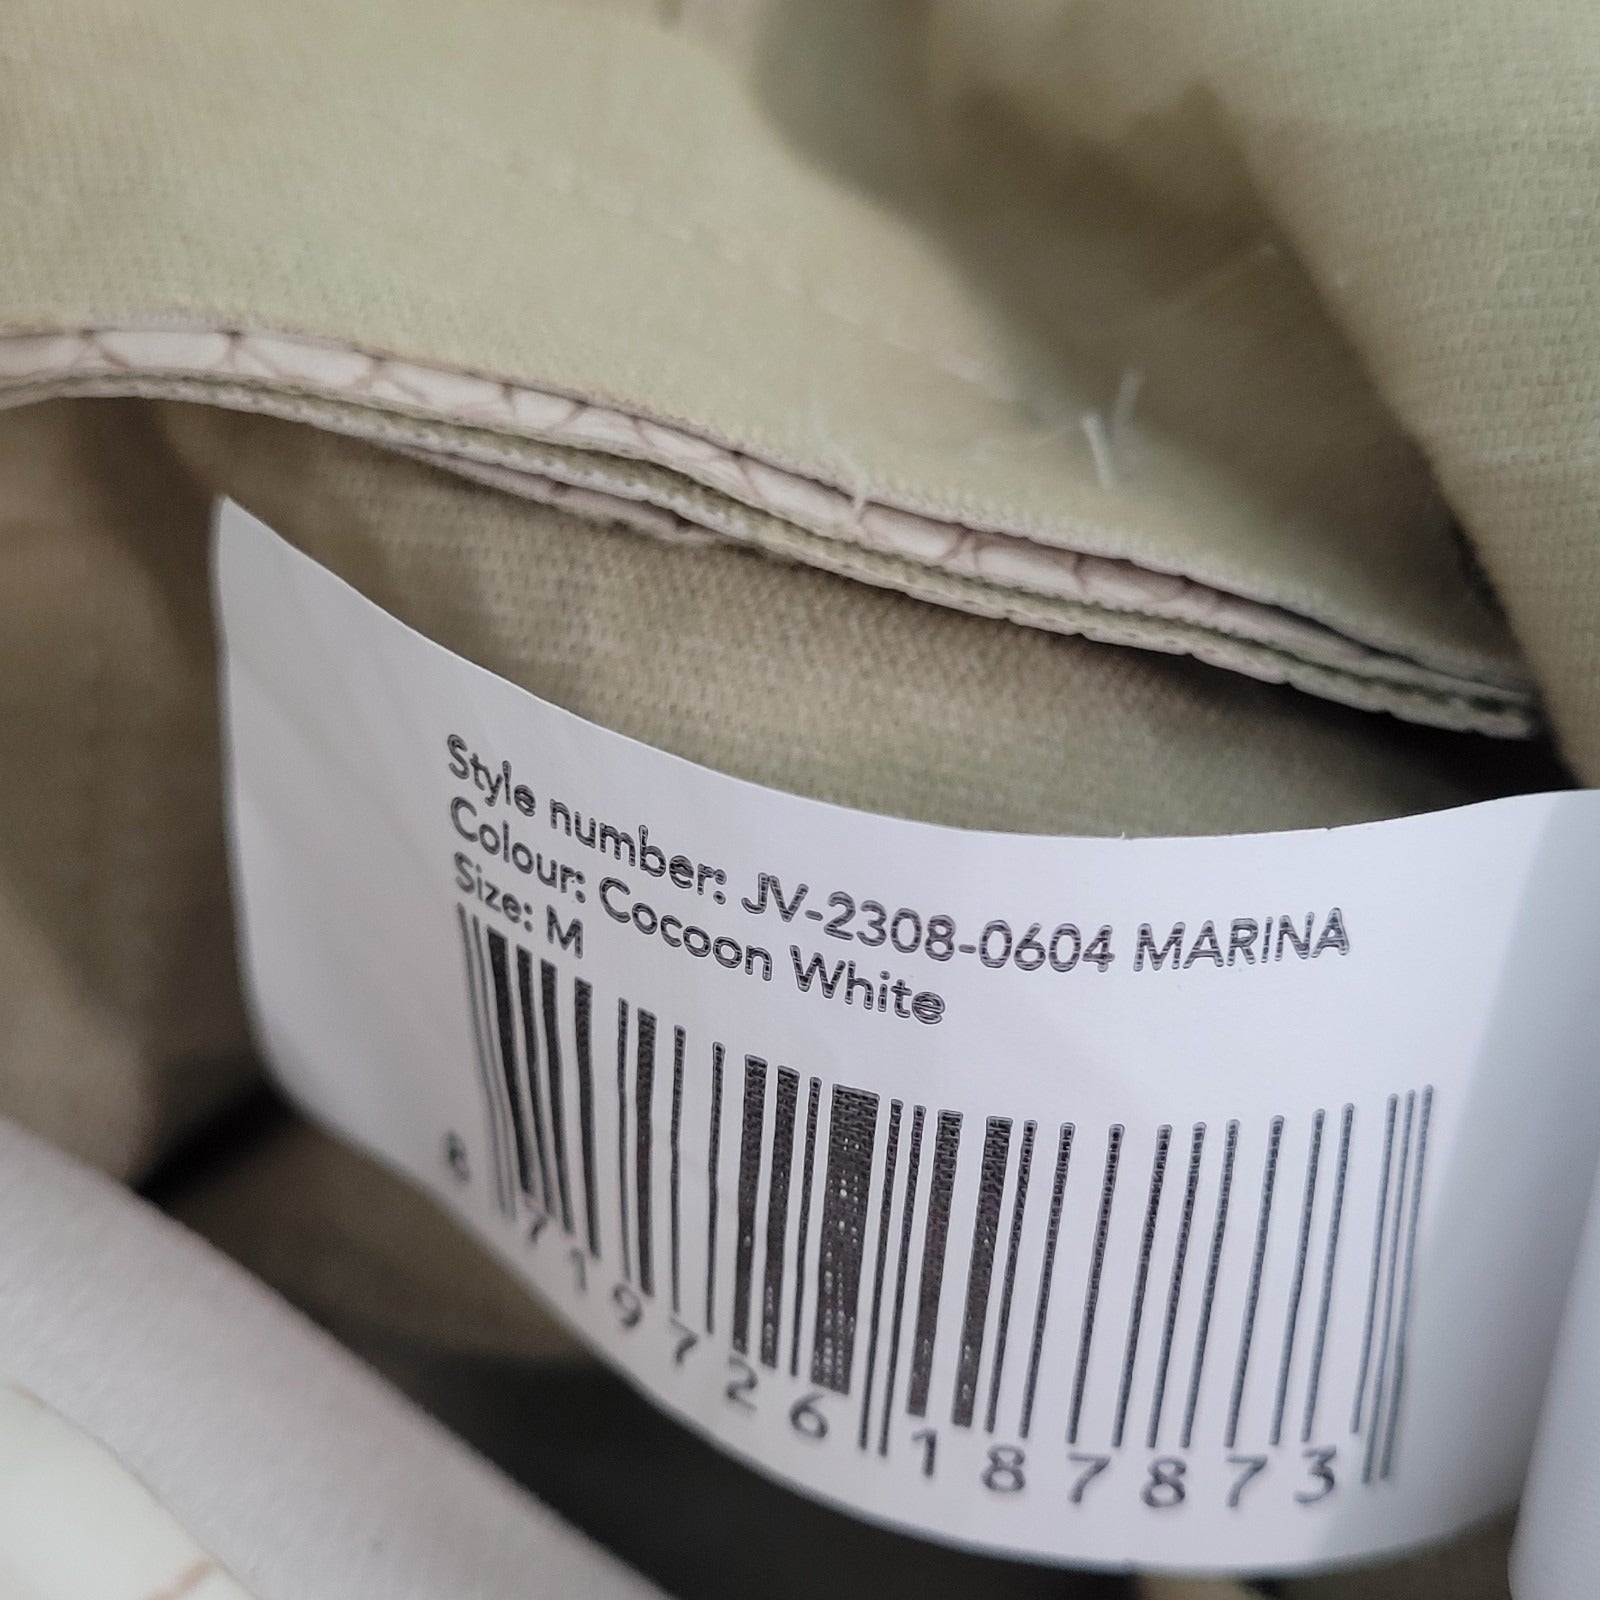 Style number: JV-2308-0604 MARINA
Colour: Cocoon White
Size: M
8 719726 187873